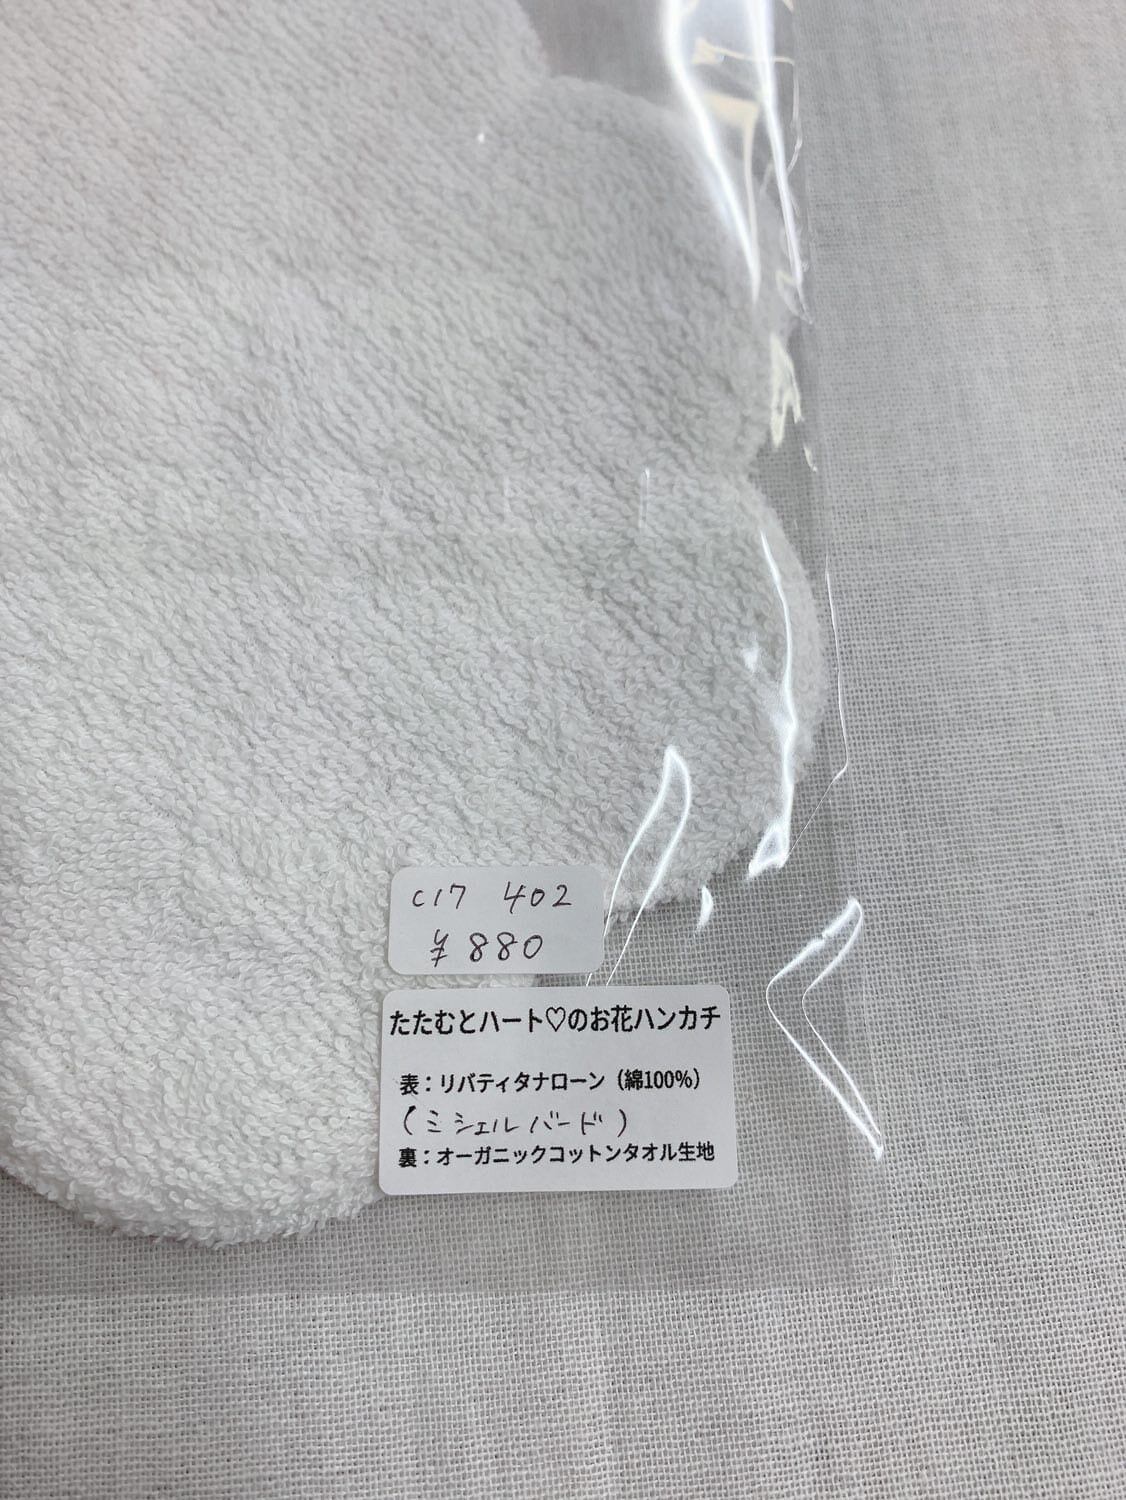 C17 402
¥880
たたむとハート♡のお花ハンカチ
表：リバティタナローン（綿100%）
（ミシェルバード）
裏：オーガニックコットンタオル生地